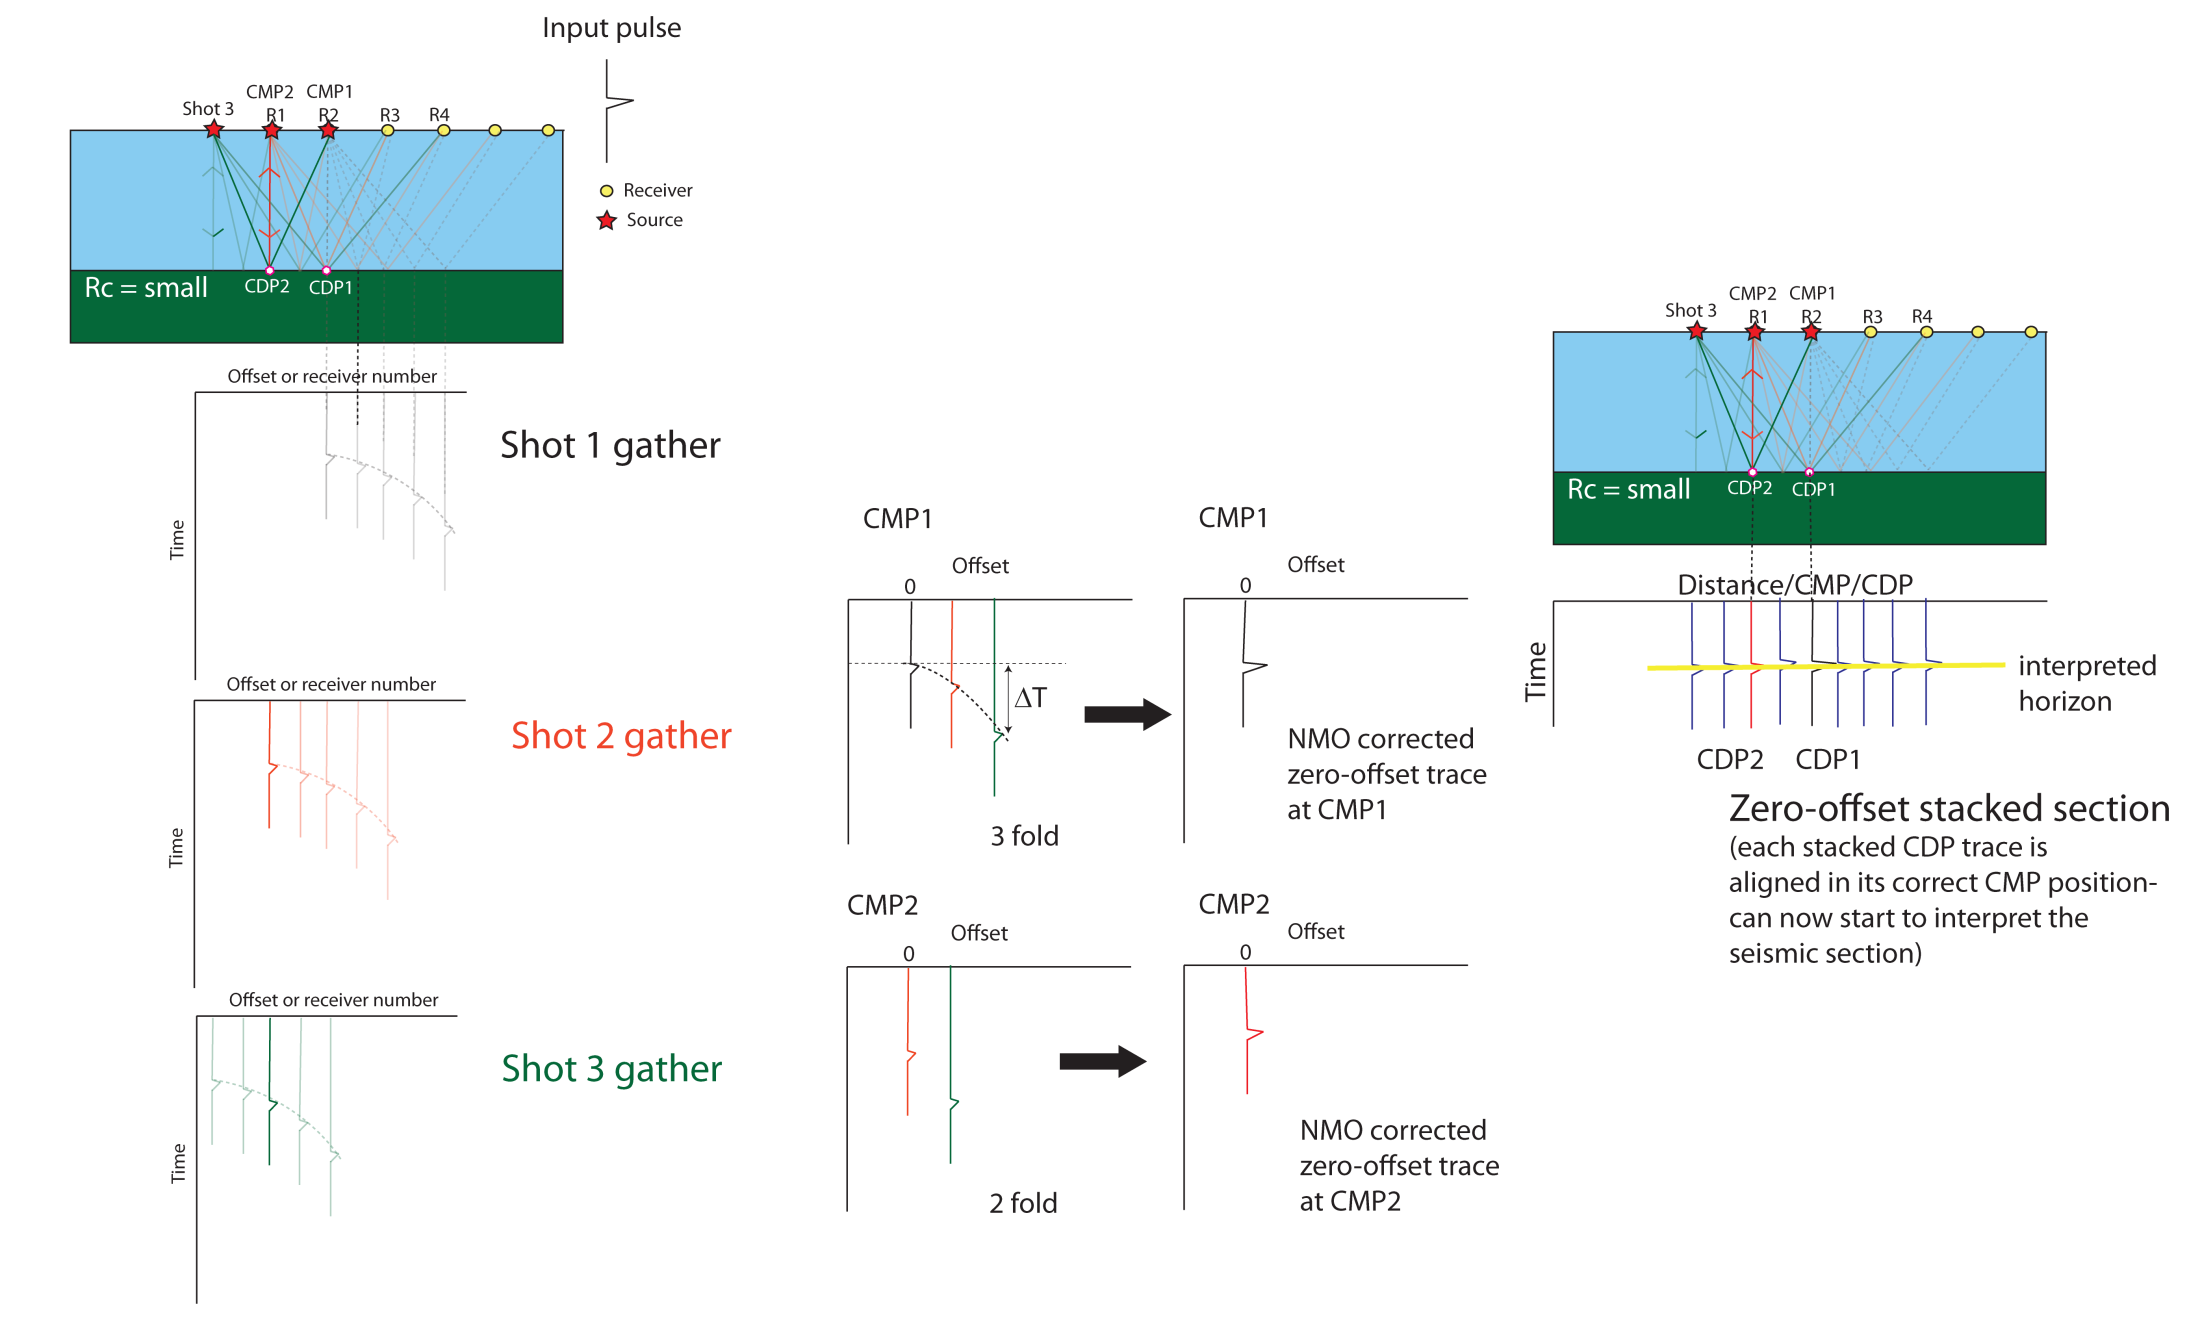 Input pulse
CMP2 CMP1
Shot 3 R1 R2 R3 R4
Receiver
Source
Rc = small
CDP2 CDP1
Offset or receiver number
Time
Shot 1 gather
Offset or receiver number
Time
Shot 2 gather
Offset or receiver number
Time
Shot 3 gather
CMP1
Offset
0
ΔT
3 fold
CMP1
Offset
0
NMO corrected
zero-offset trace
at CMP1
CMP2
Offset
0
2 fold
CMP2
Offset
0
NMO corrected
zero-offset trace
at CMP2
CMP2 CMP1
Shot 3 R1 R2 R3 R4
Rc = small
CDP2 CDP1
Distance/CMP/CDP
Time
interpreted
horizon
CDP2 CDP1
Zero-offset stacked section
(each stacked CDP trace is
aligned in its correct CMP position-
can now start to interpret the
seismic section)